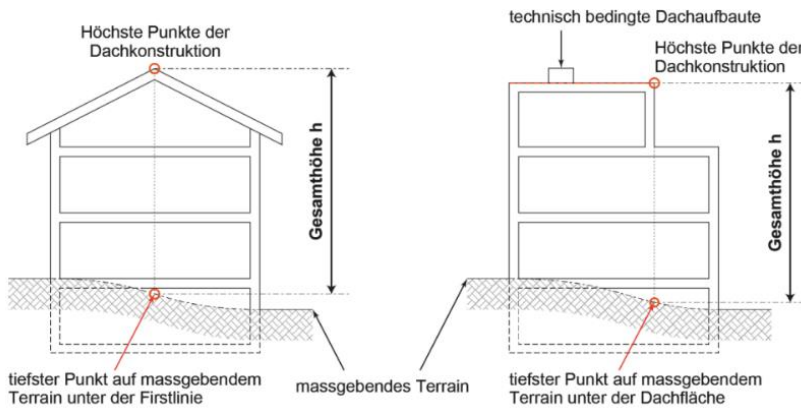 Höchste Punkte der
Dachkonstruktion
Gesamthöhe h
tiefster Punkt auf massgebendem
Terrain unter der Firstlinie
massgebendes Terrain
technisch bedingte Dachaufbaute
Höchste Punkte der
Dachkonstruktion
Gesamthöhe h
tiefster Punkt auf massgebendem
Terrain unter der Dachfläche